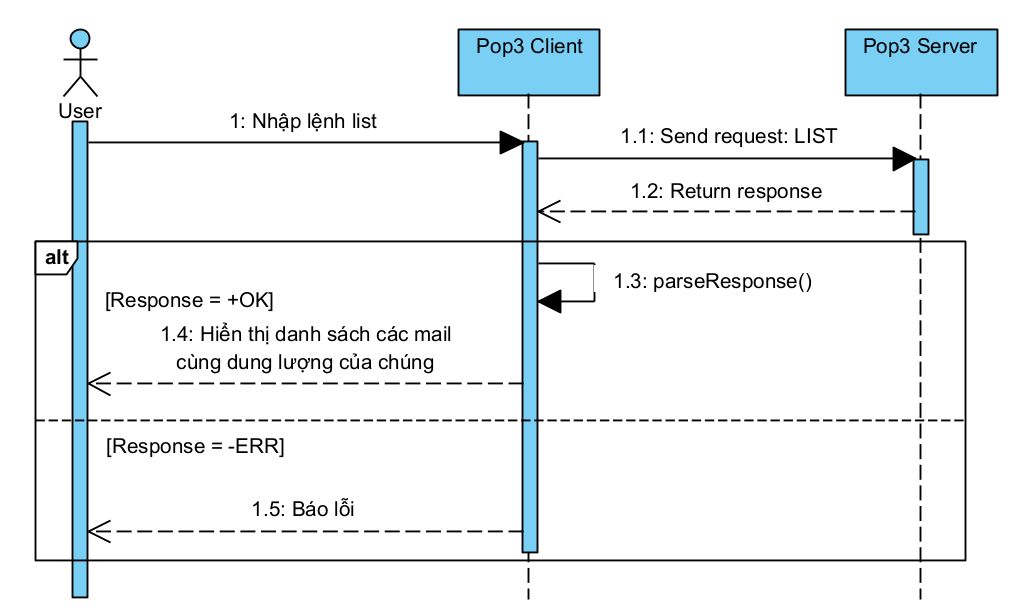 User
Pop3 Client
Pop3 Server
1: Nhập lệnh list
1.1: Send request: LIST
1.2: Return response
alt
1.3: parseResponse()
[Response = +OK]
1.4: Hiển thị danh sách các mail
cùng dung lượng của chúng
[Response = -ERR]
1.5: Báo lỗi